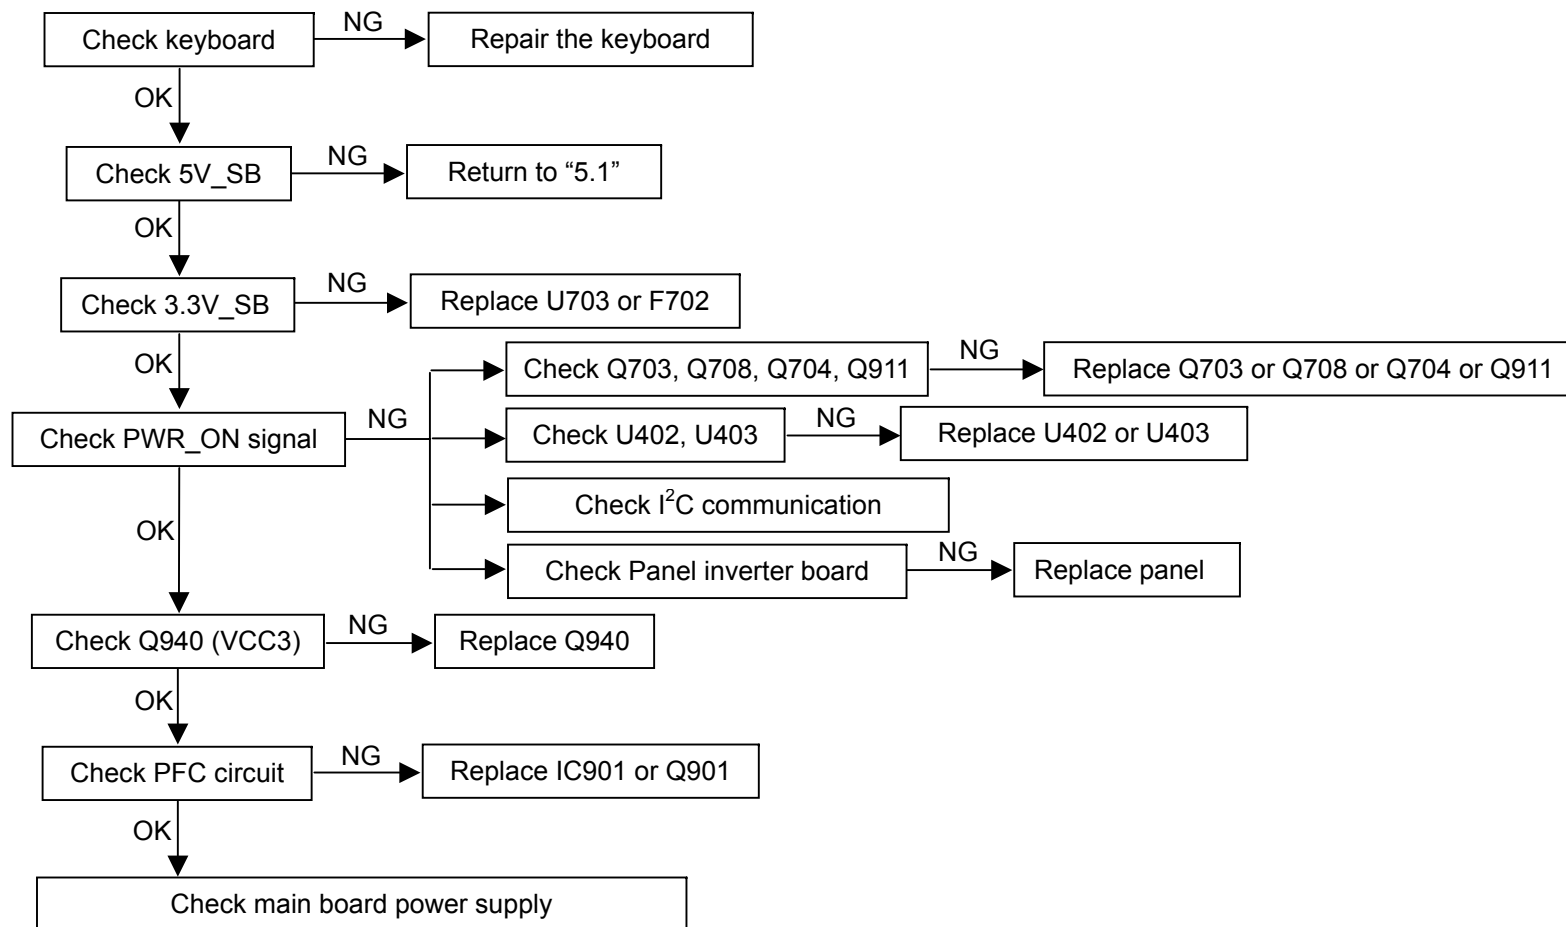 Check keyboard
NG
Repair the keyboard
OK
Check 5V_SB
NG
Return to “5.1”
OK
Check 3.3V_SB
NG
Replace U703 or F702
OK
Check PWR_ON signal
NG
Check Q703, Q708, Q704, Q911
NG
Replace Q703 or Q708 or Q704 or Q911
Check U402, U403
NG
Replace U402 or U403
Check I²C communication
Check Panel inverter board
NG
Replace panel
OK
Check Q940 (VCC3)
NG
Replace Q940
OK
Check PFC circuit
NG
Replace IC901 or Q901
OK
Check main board power supply